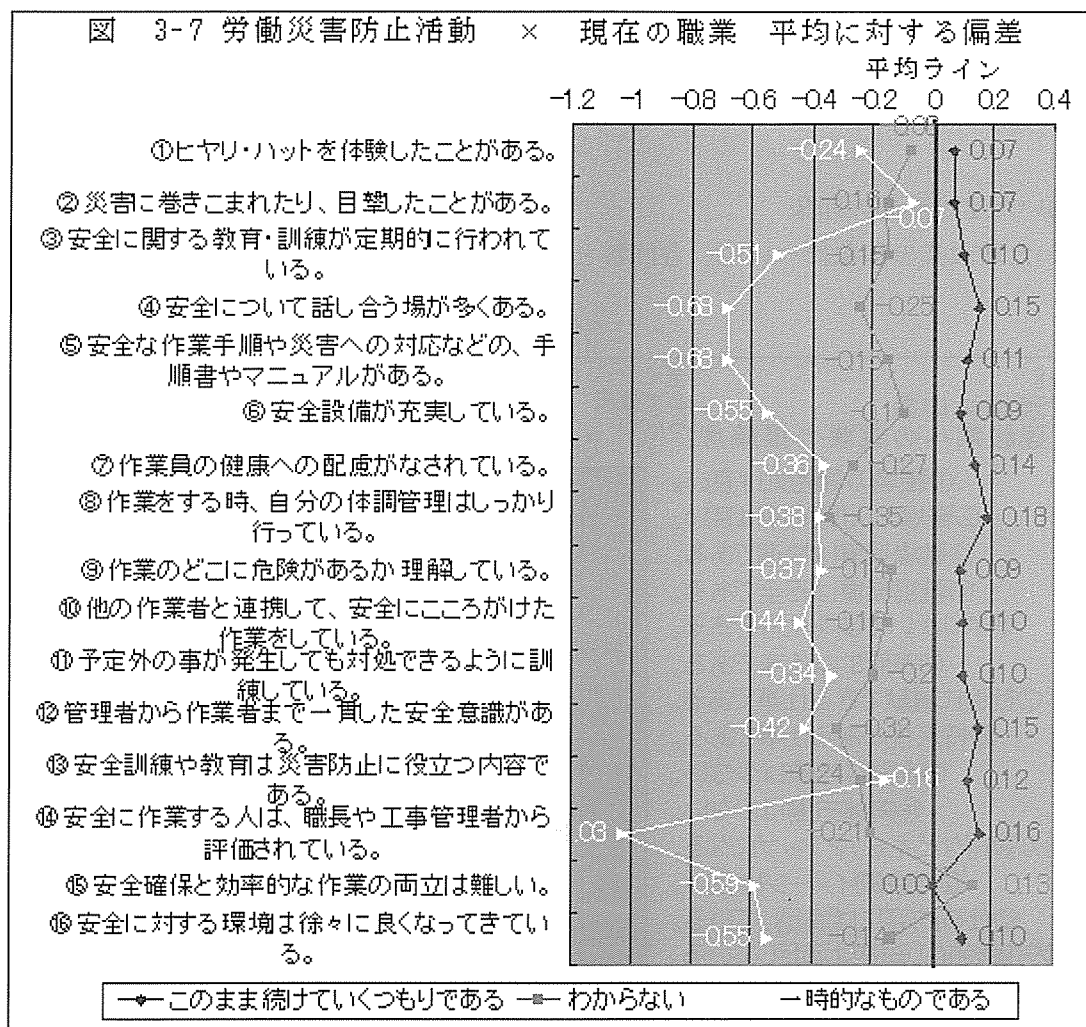 図 3-7 労働災害防止活動 × 現在の職業 平均に対する偏差
平均ライン
-1.2 -1 -0.8 -0.6 -0.4 -0.2 0 0.2 0.4
①ヒヤリ・ハットを体験したことがある。
-0.24 0.07
②災害に巻きこまれたり、目撃したことがある。
-0.16 -0.07 0.07
③安全に関する教育・訓練が定期的に行われて
いる。
-0.51 -0.15 0.10
④安全について話し合う場が多くある。
-0.25 0.15
⑤安全な作業手順や災害への対応などの、手
順書やマニュアルがある。
-0.15 0.11
⑥安全設備が充実している。
-0.55 -0.1 0.09
⑦作業員の健康への配慮がなされている。
-0.36 -0.27 0.14
⑧作業をする時、自分の体調管理はしっかり
行っている。
-0.38 -0.35 0.18
⑨作業のどこに危険があるか理解している。
-0.37 -0.14 0.09
⑩他の作業者と連携して、安全にこころがけた
作業をしている。
-0.44 0.10
⑪予定外の事が発生しても対処できるように訓
練している。
-0.34 -0.2 0.10
⑫管理者から作業者まで一貫した安全意識があ
る。
-0.42 -0.32 0.15
⑬安全訓練や教育は災害防止に役立つ内容で
ある。
-0.24 0.12
⑭安全に作業する人は、職長や工事管理者から
評価されている。
.03 -0.21 0.16
⑮安全確保と効率的な作業の両立は難しい。
-0.59 0.00 0.13
⑯安全に対する環境は徐々に良くなってきてい
る。
-0.55 -0.14 0.10
このまま続けていくつもりである わからない 一時的なものである